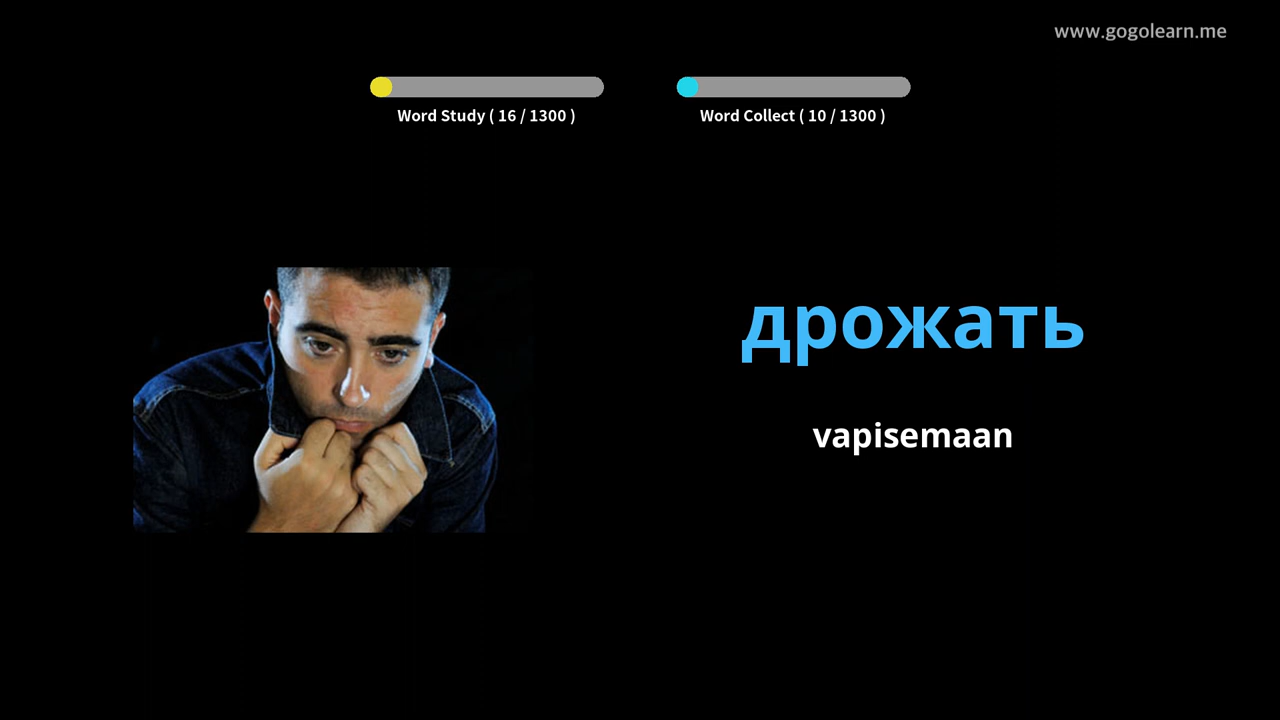 www.gogolearn.me
Word Study ( 16 / 1300 )
Word Collect ( 10 / 1300 )
дрожать
vapisemaan